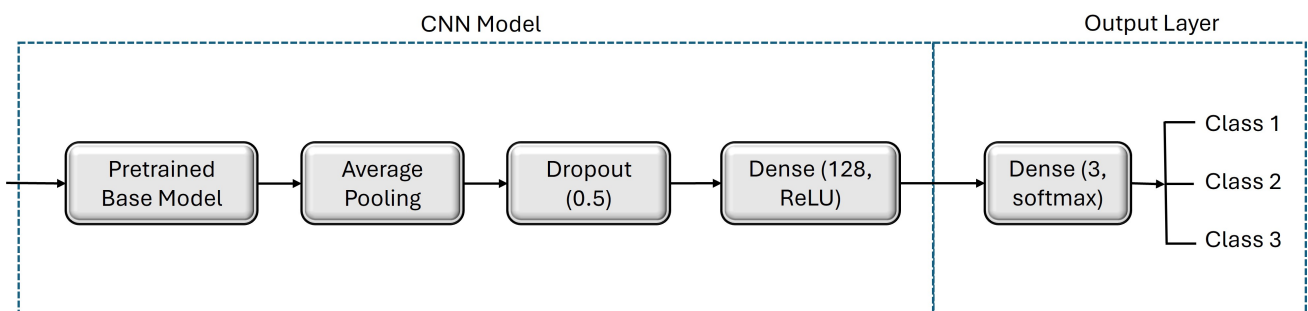 CNN Model
Output Layer
Pretrained
Base Model
Average
Pooling
Dropout
(0.5)
Dense (128,
ReLU)
Dense (3,
softmax)
Class 1
Class 2
Class 3